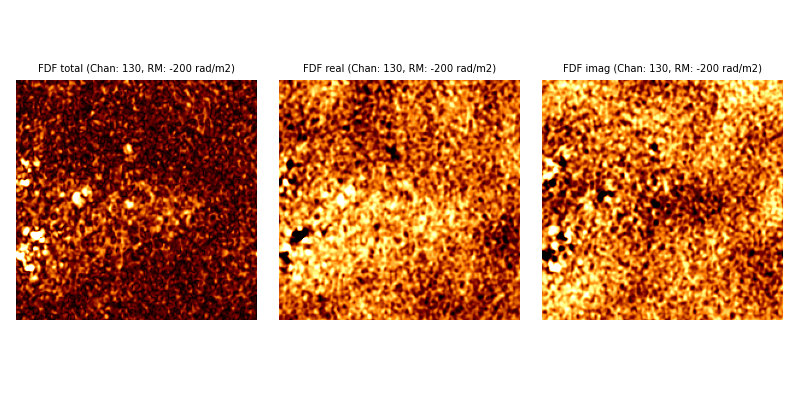 FDF total (Chan: 130, RM: -200 rad/m2)
FDF real (Chan: 130, RM: -200 rad/m2)
FDF imag (Chan: 130, RM: -200 rad/m2)